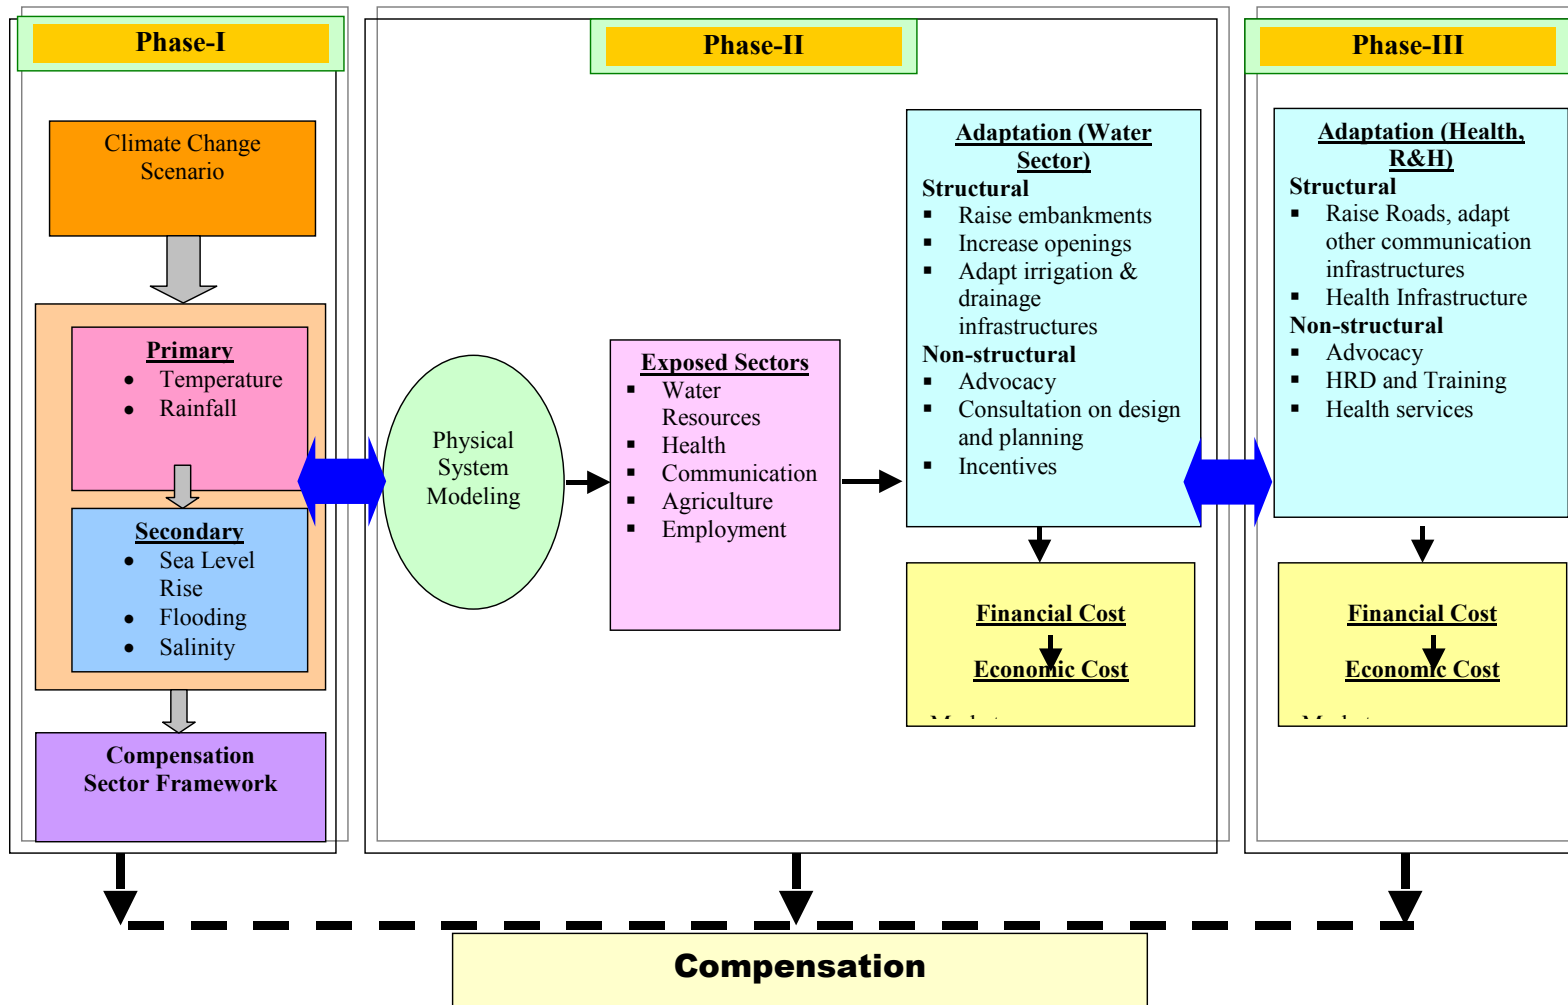 Phase-I
Climate Change
Scenario
Primary
• Temperature
• Rainfall
Secondary
• Sea Level
Rise
• Flooding
• Salinity
Compensation
Sector Framework
Phase-II
Physical
System
Modeling
Exposed Sectors
▪ Water
Resources
▪ Health
▪ Communication
▪ Agriculture
▪ Employment
Adaptation (Water
Sector)
Structural
▪ Raise embankments
▪ Increase openings
▪ Adapt irrigation &
drainage
infrastructures
Non-structural
▪ Advocacy
▪ Consultation on design
and planning
▪ Incentives
Financial Cost
Economic Cost
Phase-III
Adaptation (Health,
R&H)
Structural
▪ Raise Roads, adapt
other communication
infrastructures
▪ Health Infrastructure
Non-structural
▪ Advocacy
▪ HRD and Training
▪ Health services
Financial Cost
Economic Cost
Compensation